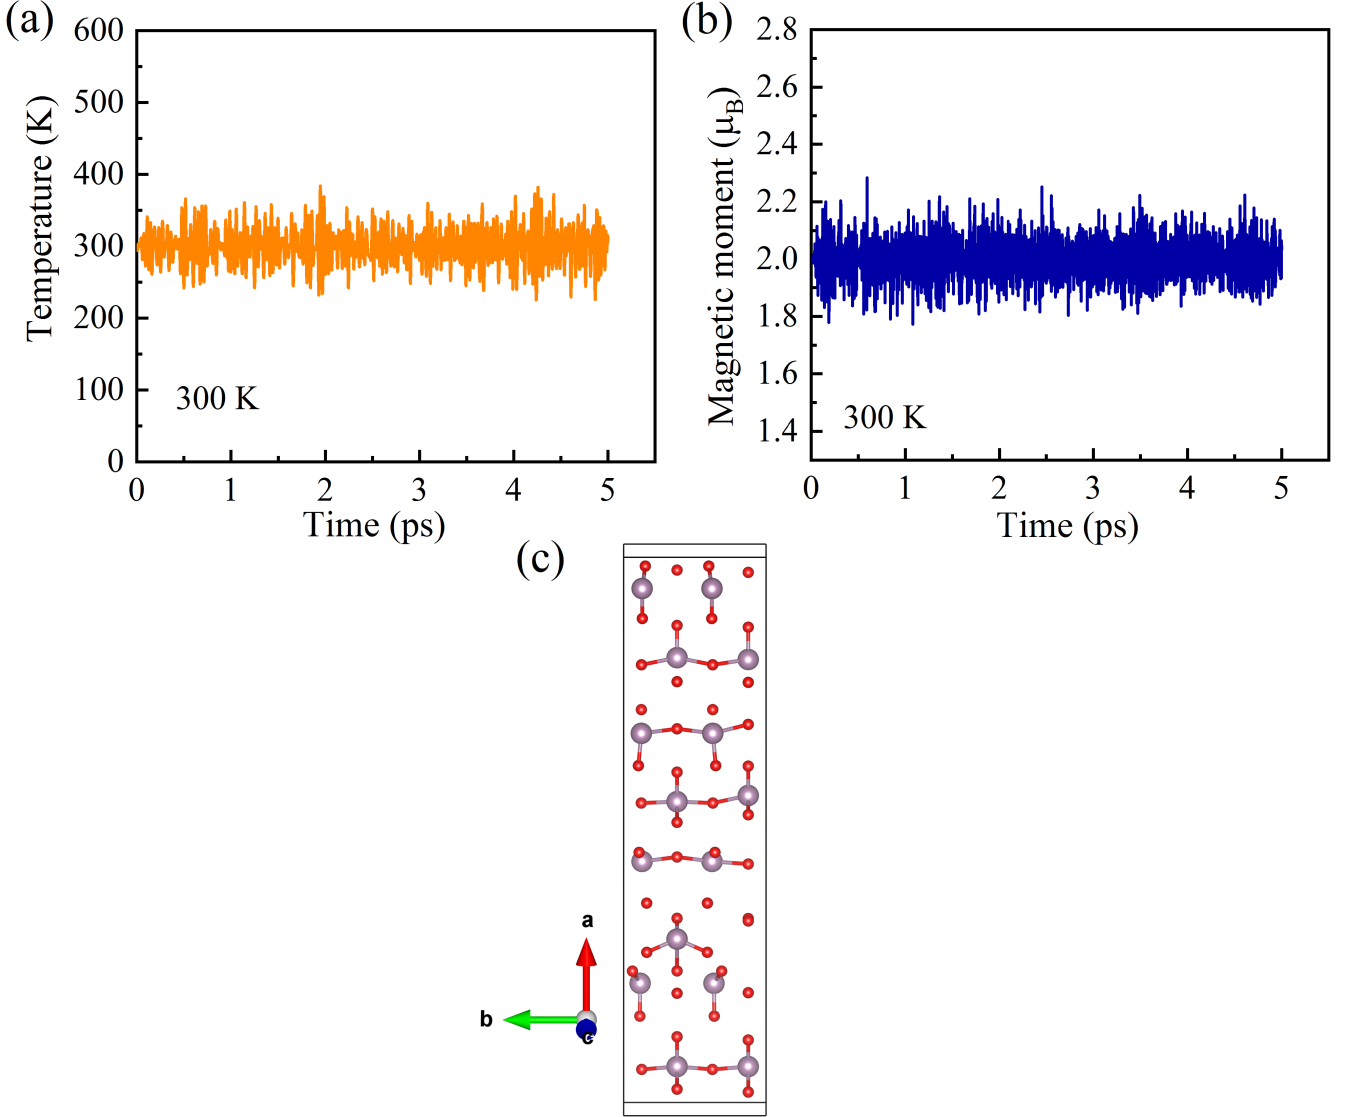 (a)
600
500
400
300
200
100
0
Temperature (K)
300 K
0 1 2 3 4 5
Time (ps)
(b)
2.8
2.6
2.4
2.2
2.0
1.8
1.6
1.4
Magnetic moment (μB)
300 K
0 1 2 3 4 5
Time (ps)
(c)
a
b
c